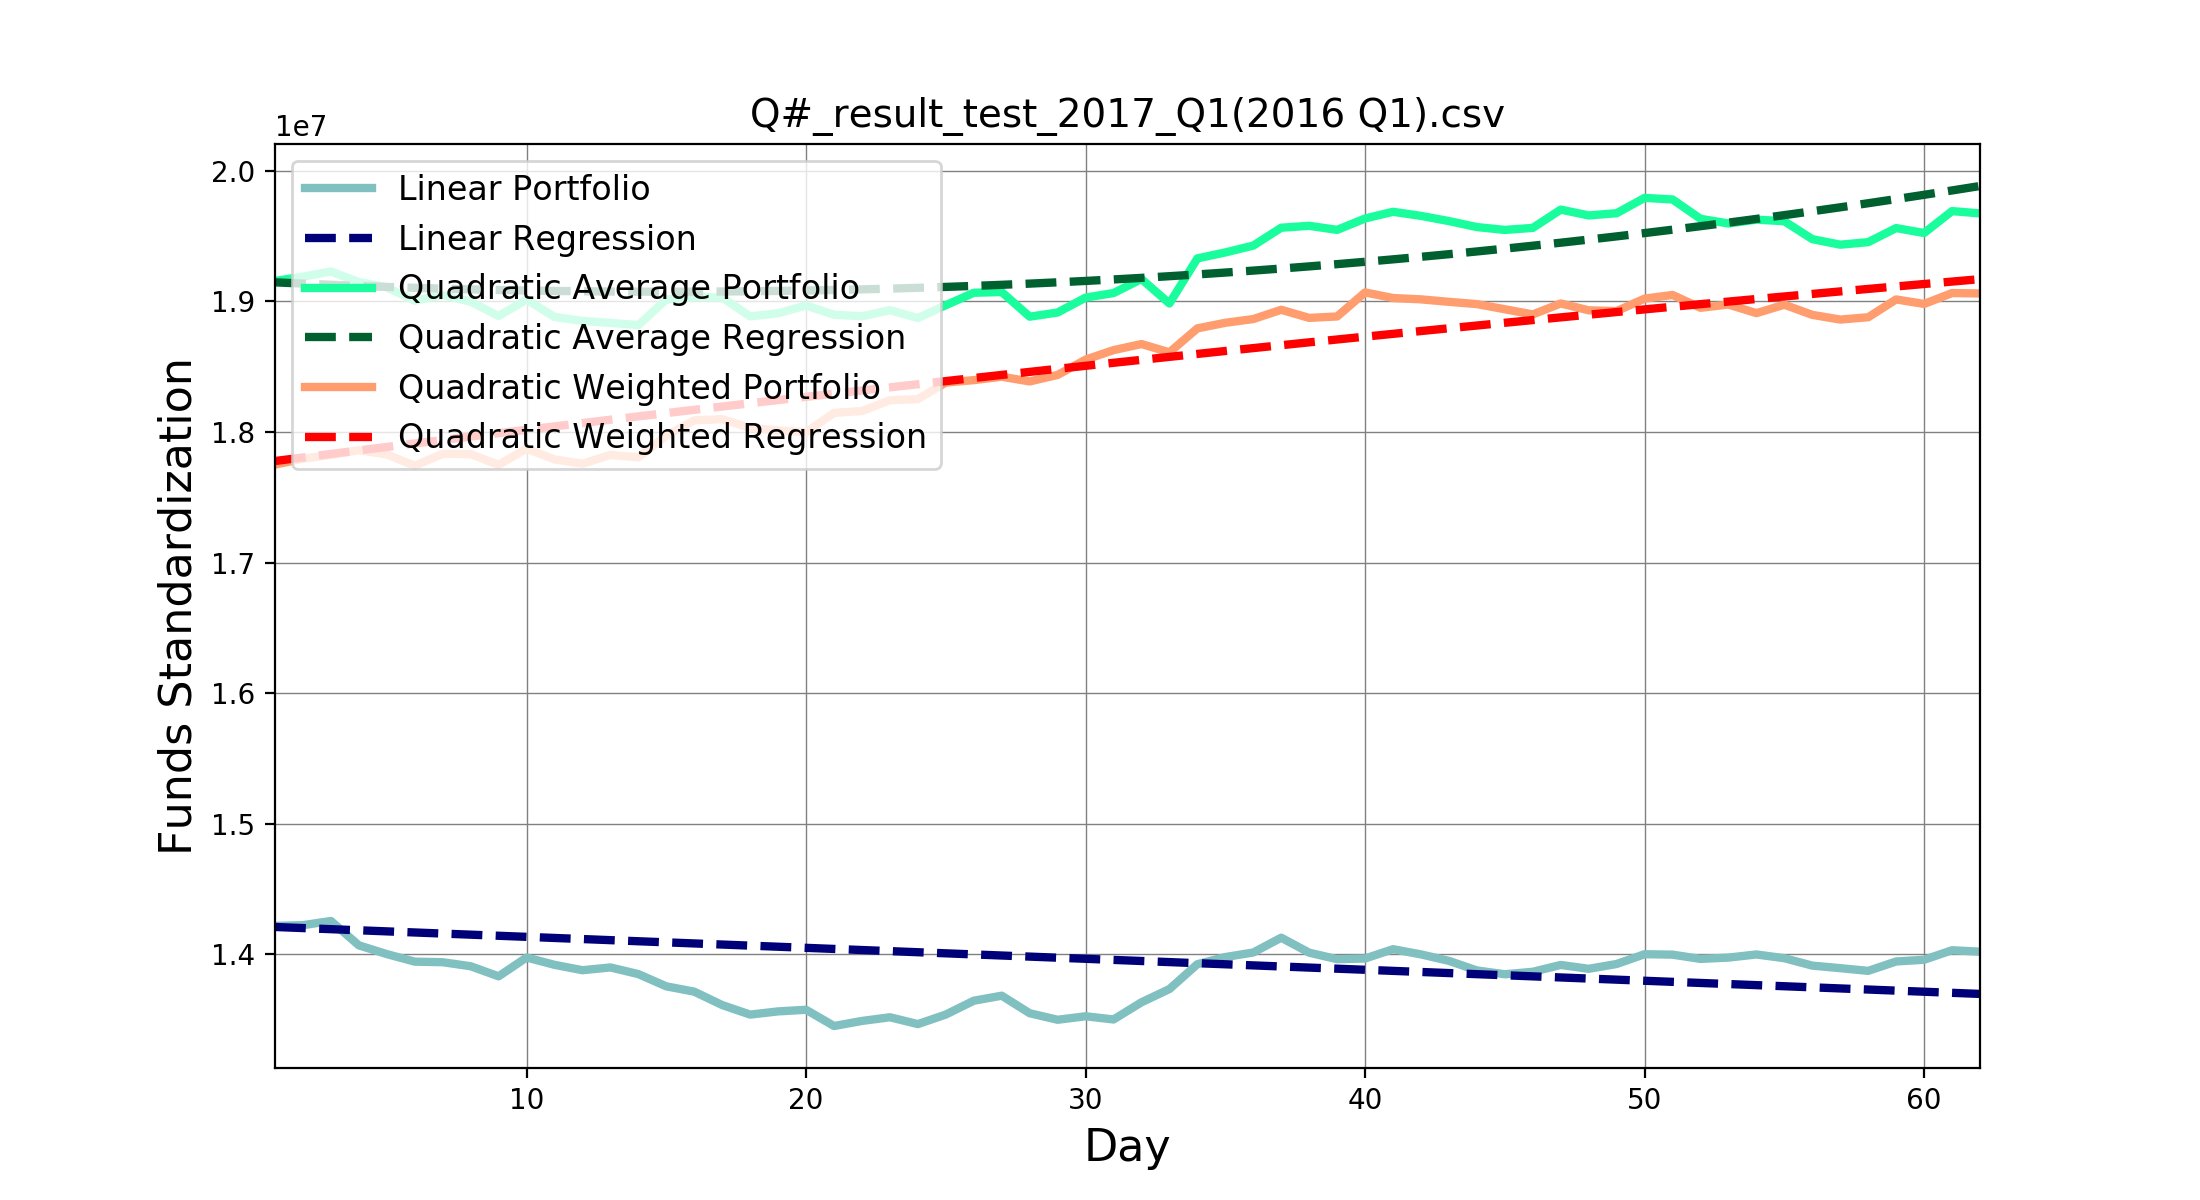 Q#_result_test_2017_Q1(2016 Q1).csv
1e7
2.0
1.9
1.8
1.7
1.6
1.5
1.4
Funds Standardization
Linear Portfolio
Linear Regression
Quadratic Average Portfolio
Quadratic Average Regression
Quadratic Weighted Portfolio
Quadratic Weighted Regression
10 20 30 40 50 60
Day